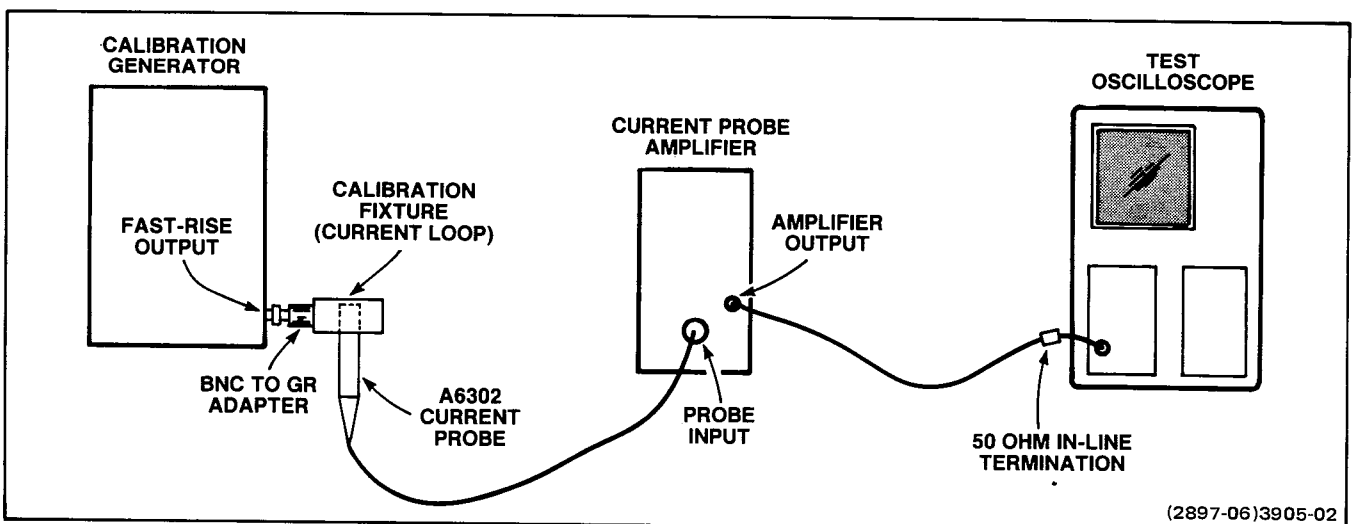 CALIBRATION
GENERATOR
FAST-RISE
OUTPUT
BNC TO GR
ADAPTER
CALIBRATION
FIXTURE
(CURRENT LOOP)
A6302
CURRENT
PROBE
CURRENT PROBE
AMPLIFIER
AMPLIFIER
OUTPUT
PROBE
INPUT
TEST
OSCILLOSCOPE
50 OHM IN-LINE
TERMINATION
(2897-06)3905-02